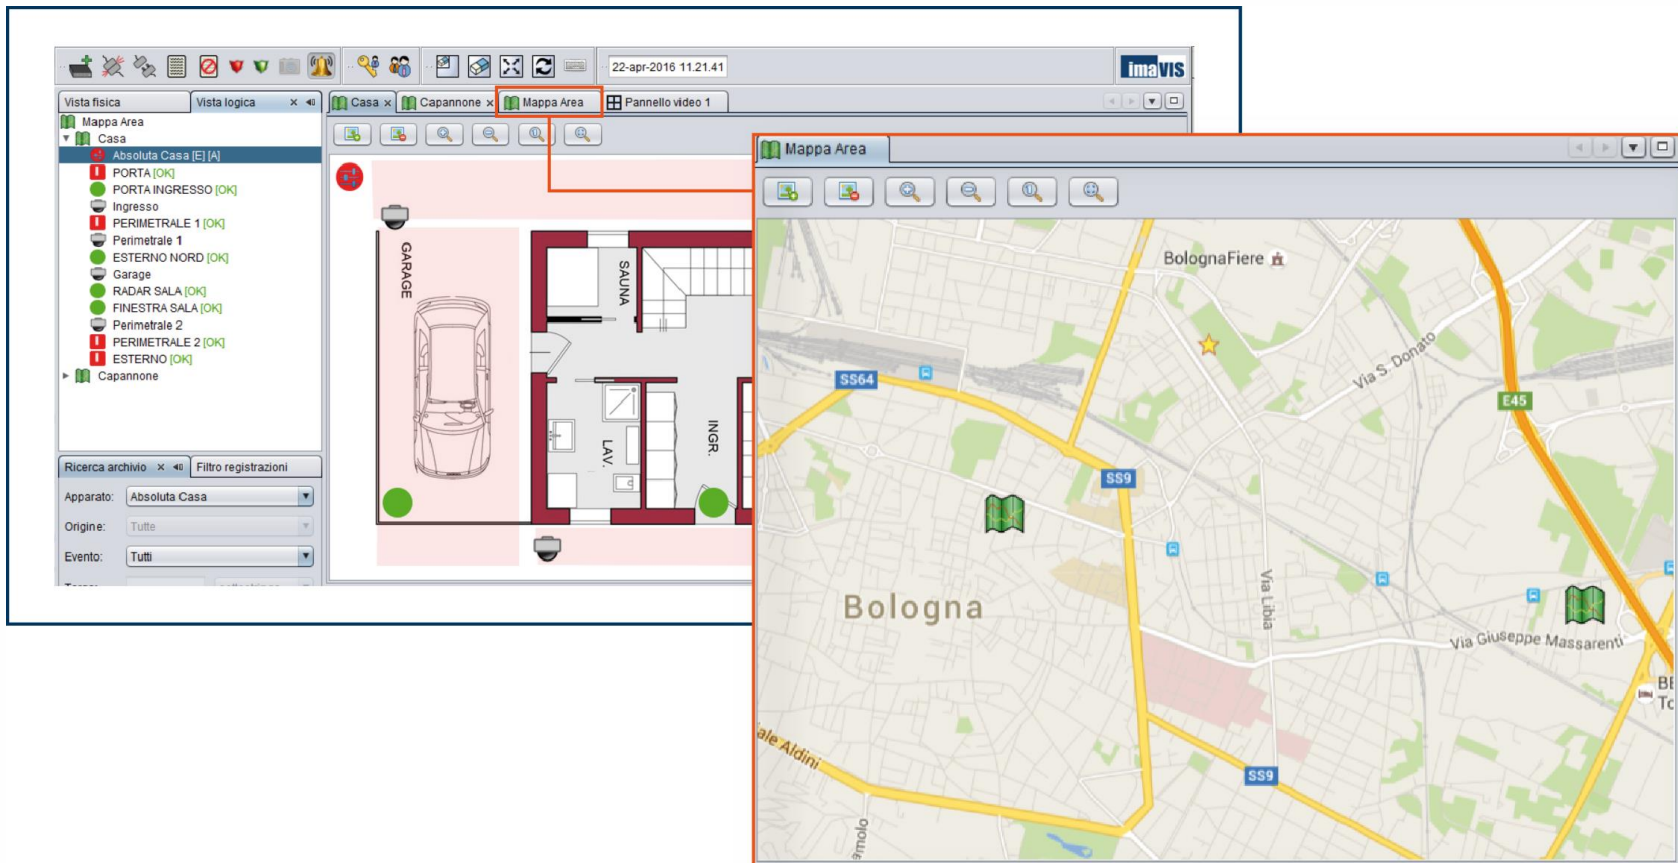 22-apr-2016 11.21.41
imavis
Vista fisica
Vista logica
Casa
Capannone
Mappa Area
Pannello video 1
Mappa Area
Casa
Absoluta Casa [E] [A]
PORTA [OK]
PORTA INGRESSO [OK]
Ingresso
PERIMETRALE 1 [OK]
Perimetrale 1
ESTERNO NORD [OK]
Garage
RADAR SALA [OK]
FINESTRA SALA [OK]
Perimetrale 2
PERIMETRALE 2 [OK]
ESTERNO [OK]
Capannone
Ricerca archivio
Filtro registrazioni
Apparato: Absoluta Casa
Origine: Tutte
Evento: Tutti
GARAGE
SAUNA
LAV.
INGR.
Mappa Area
BolognaFiere
Via S. Donato
SS64
E45
SS9
Bologna
Via Libia
Via Giuseppe Massarenti
SS9
ale Aldini
amolo